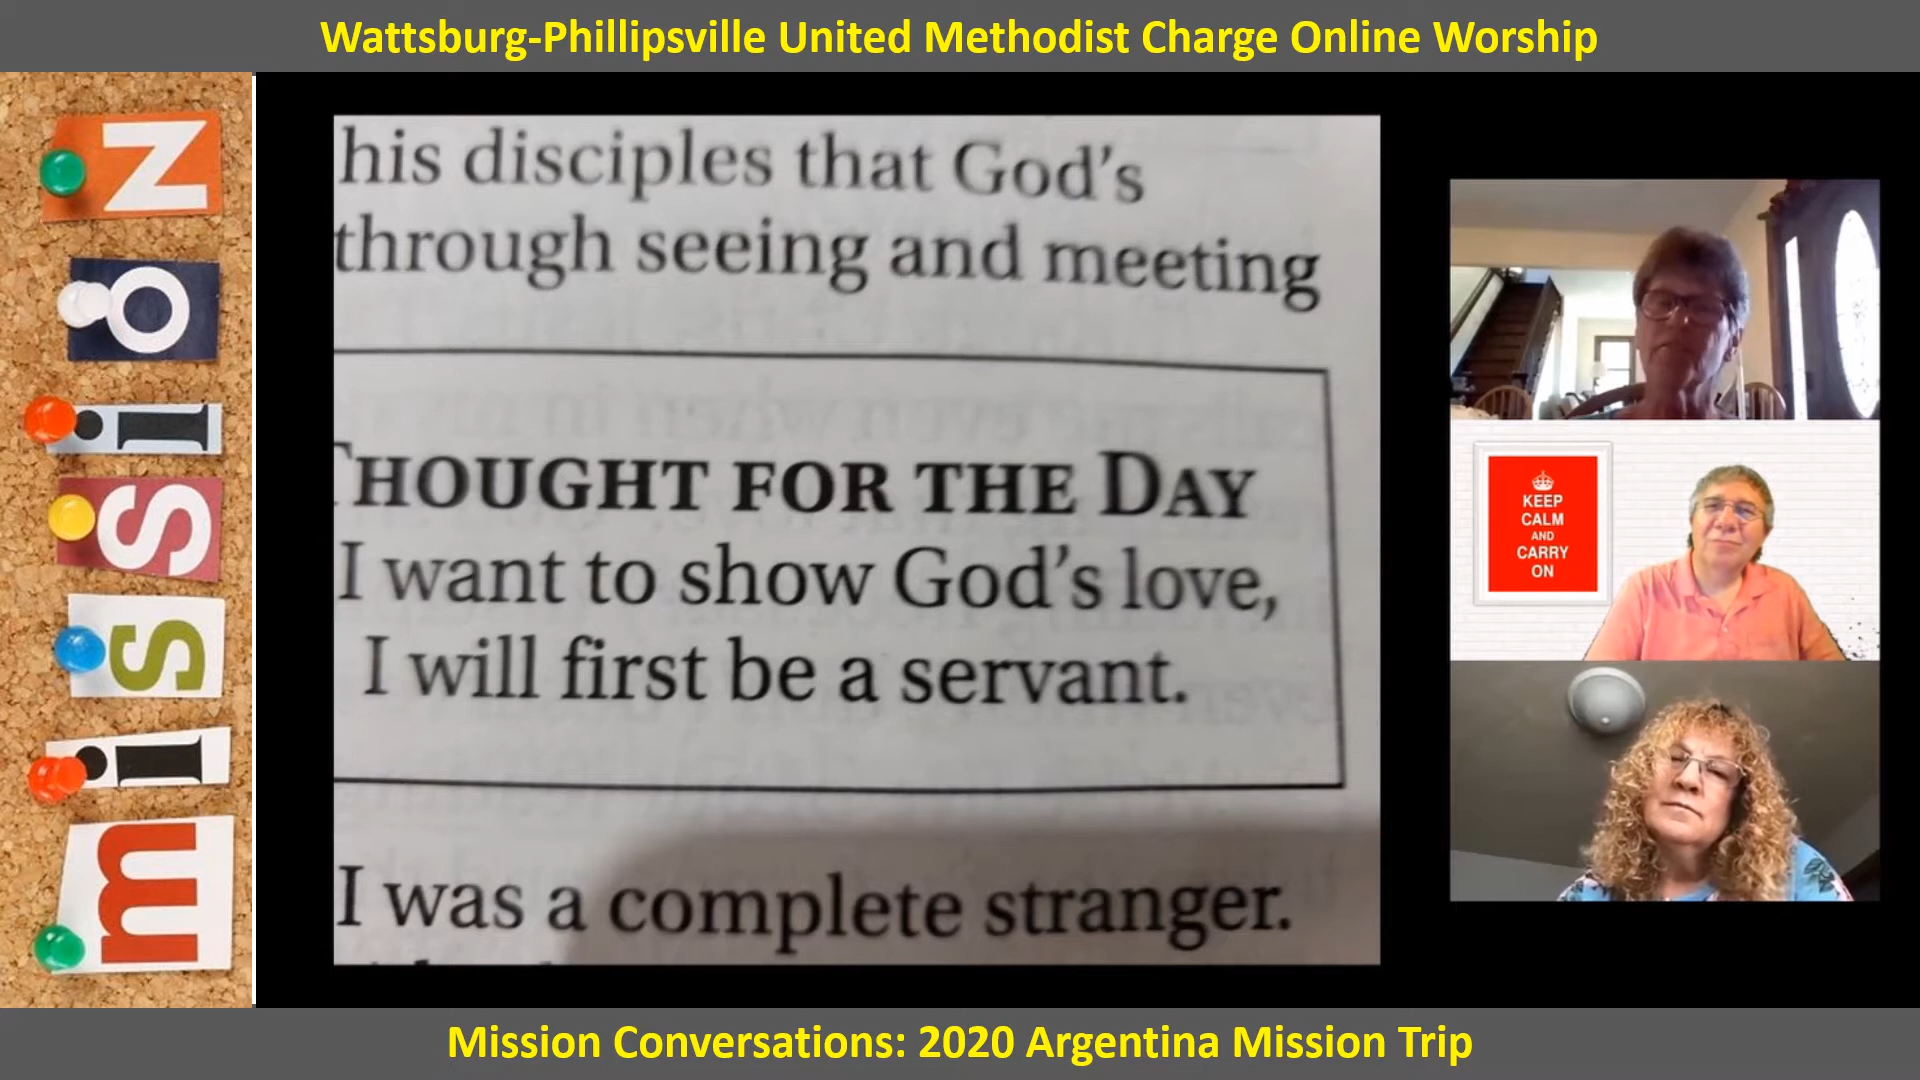 Wattsburg-Phillipsville United Methodist Charge Online Worship
mission
his disciples that God's
through seeing and meeting
THOUGHT FOR THE DAY
I want to show God's love,
I will first be a servant.
I was a complete stranger.
KEEP
CALM
AND
CARRY
ON
Mission Conversations: 2020 Argentina Mission Trip